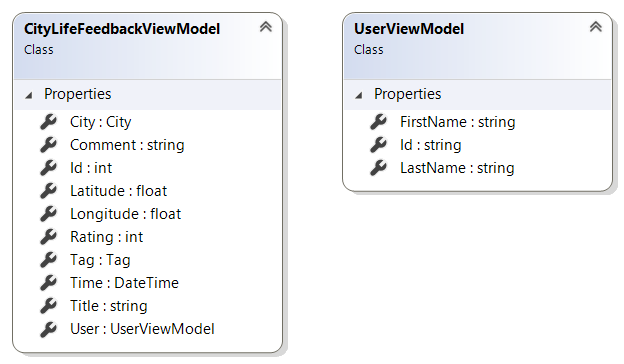 CityLifeFeedbackViewModel
Class
Properties
City : City
Comment : string
Id : int
Latitude : float
Longitude : float
Rating : int
Tag : Tag
Time : DateTime
Title : string
User : UserViewModel
UserViewModel
Class
Properties
FirstName : string
Id : string
LastName : string